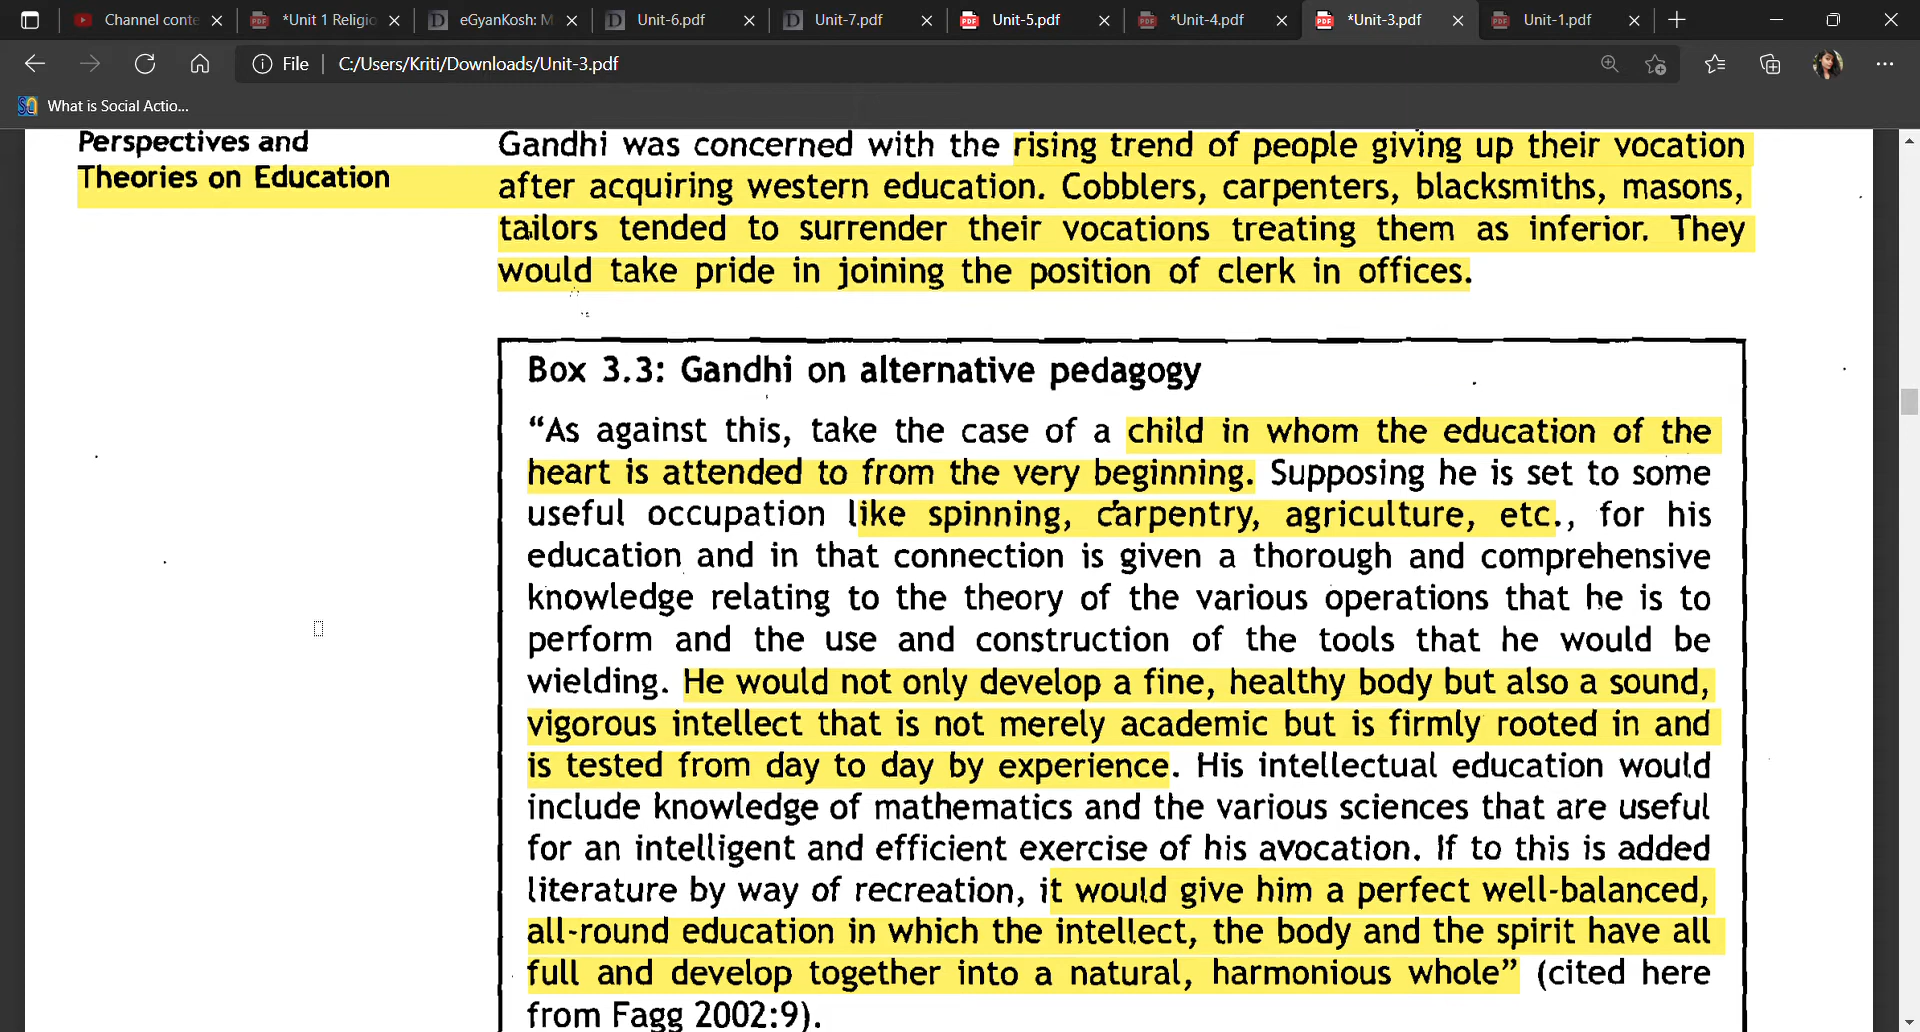 Channel conte
*Unit 1 Religio
eGyanKosh: M
Unit-6.pdf
Unit-7.pdf
Unit-5.pdf
*Unit-4.pdf
*Unit-3.pdf
Unit-1.pdf
File
C:/Users/Kriti/Downloads/Unit-3.pdf
What is Social Actio...
Perspectives and
Theories on Education
Gandhi was concerned with the rising trend of people giving up their vocation
after acquiring western education. Cobblers, carpenters, blacksmiths, masons,
tailors tended to surrender their vocations treating them as inferior. They
would take pride in joining the position of clerk in offices.
Box 3.3: Gandhi on alternative pedagogy
“As against this, take the case of a child in whom the education of the
heart is attended to from the very beginning. Supposing he is set to some
useful occupation like spinning, carpentry, agriculture, etc., for his
education and in that connection is given a thorough and comprehensive
knowledge relating to the theory of the various operations that he is to
perform and the use and construction of the tools that he would be
wielding. He would not only develop a fine, healthy body but also a sound,
vigorous intellect that is not merely academic but is firmly rooted in and
is tested from day to day by experience. His intellectual education would
include knowledge of mathematics and the various sciences that are useful
for an intelligent and efficient exercise of his avocation. If to this is added
literature by way of recreation, it would give him a perfect well-balanced,
all-round education in which the intellect, the body and the spirit have all
full and develop together into a natural, harmonious whole” (cited here
from Fagg 2002:9).